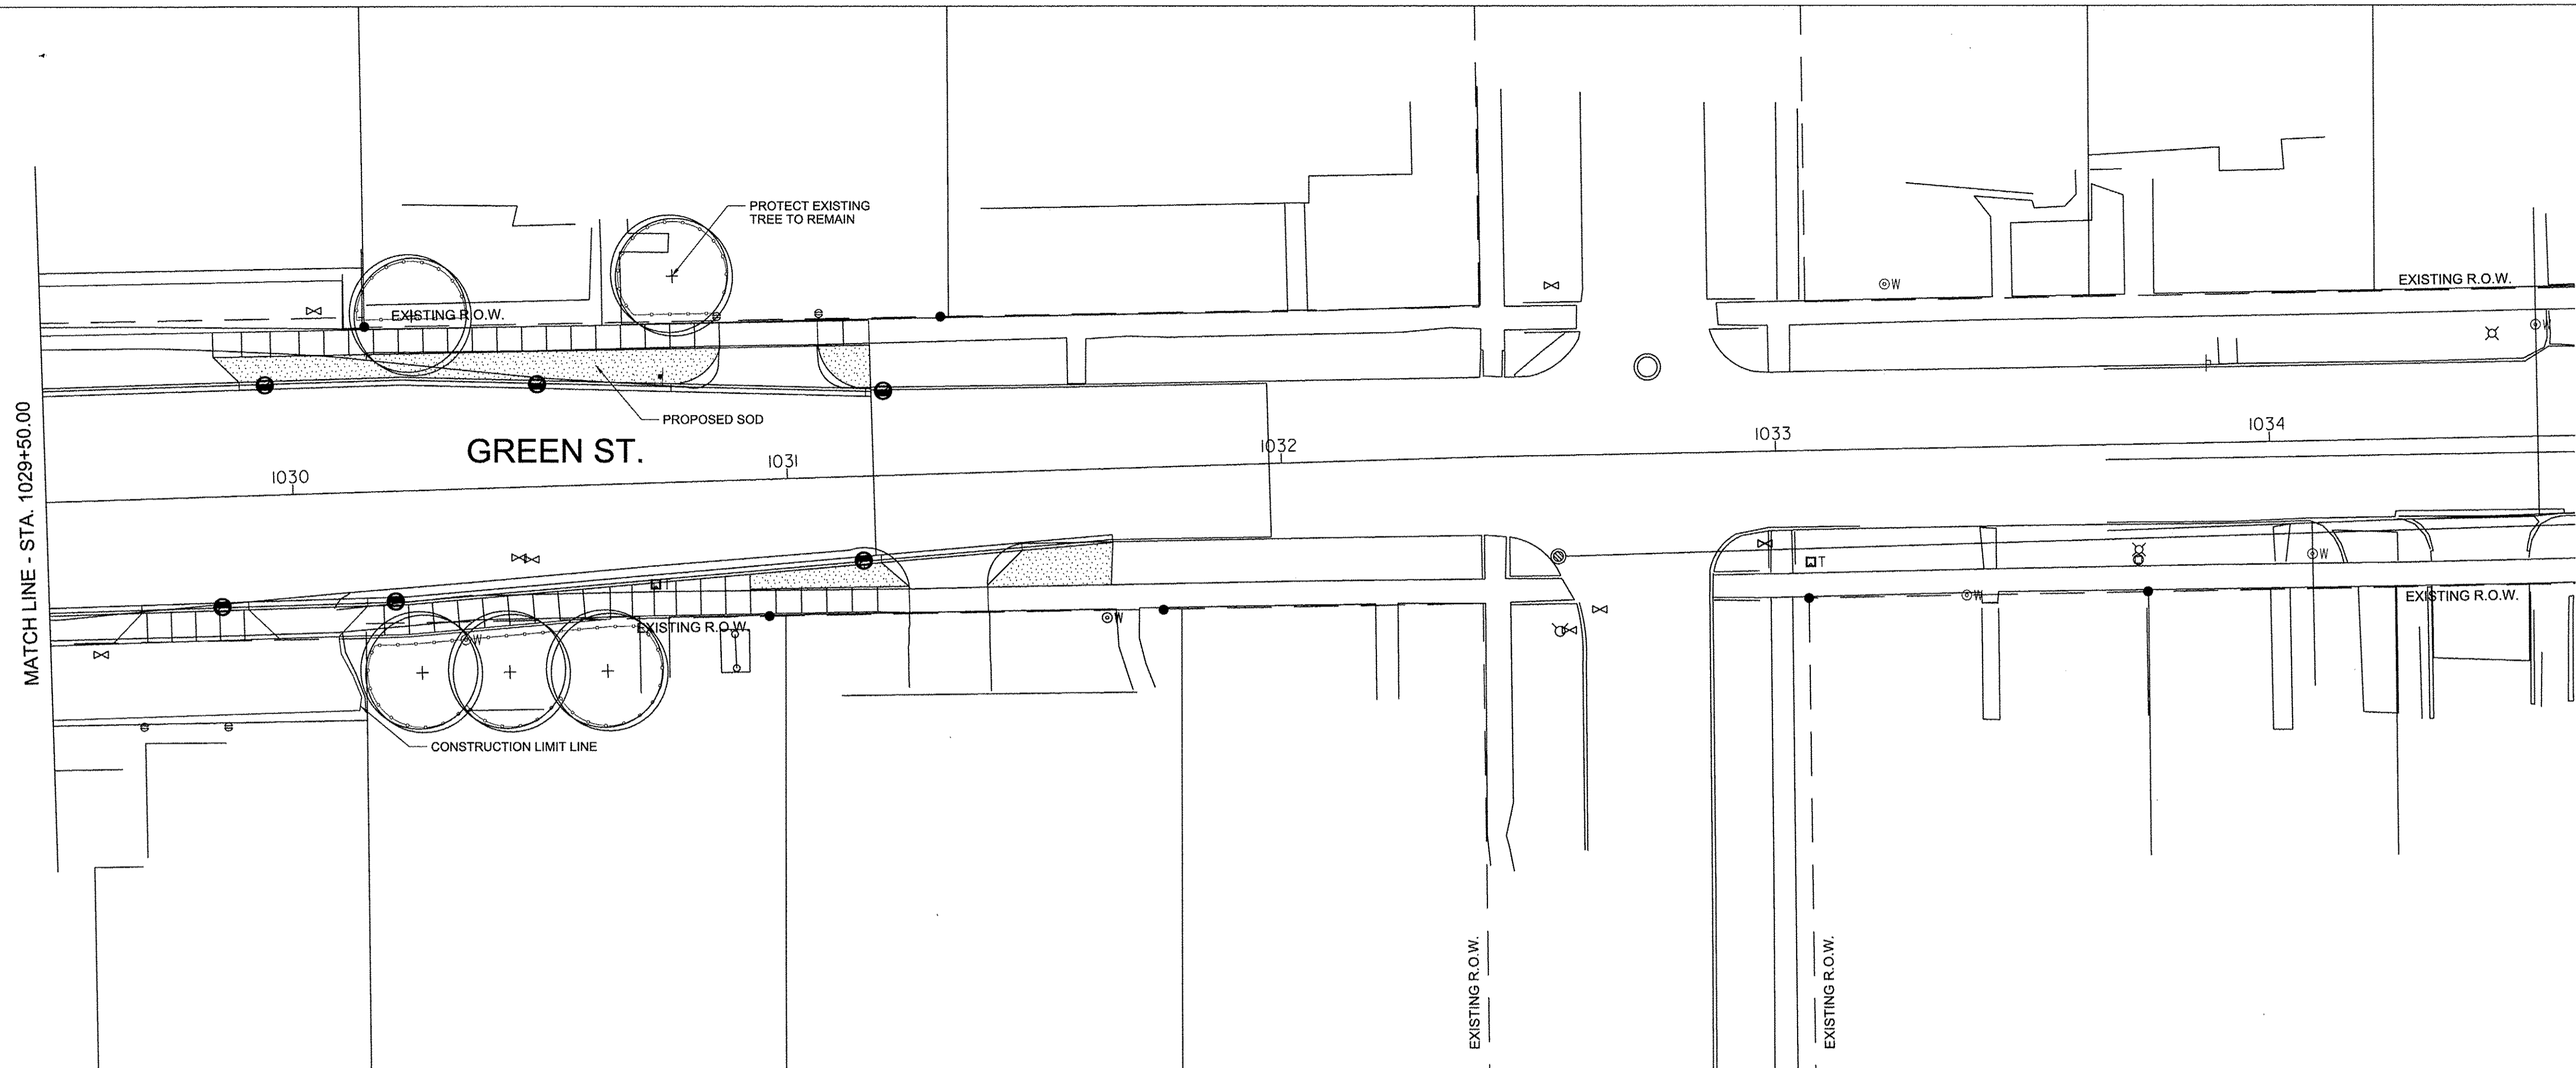 PROTECT EXISTING
TREE TO REMAIN
EXISTING R.O.W.
EXISTING R.O.W.
W
W
PROPOSED SOD
GREEN ST.
1030
1031
1032
1033
1034
MATCH LINE - STA. 1029+50.00
T
T
W
W
W
W
EXISTING R.O.W.
EXISTING R.O.W.
CONSTRUCTION LIMIT LINE
EXISTING R.O.W.
EXISTING R.O.W.